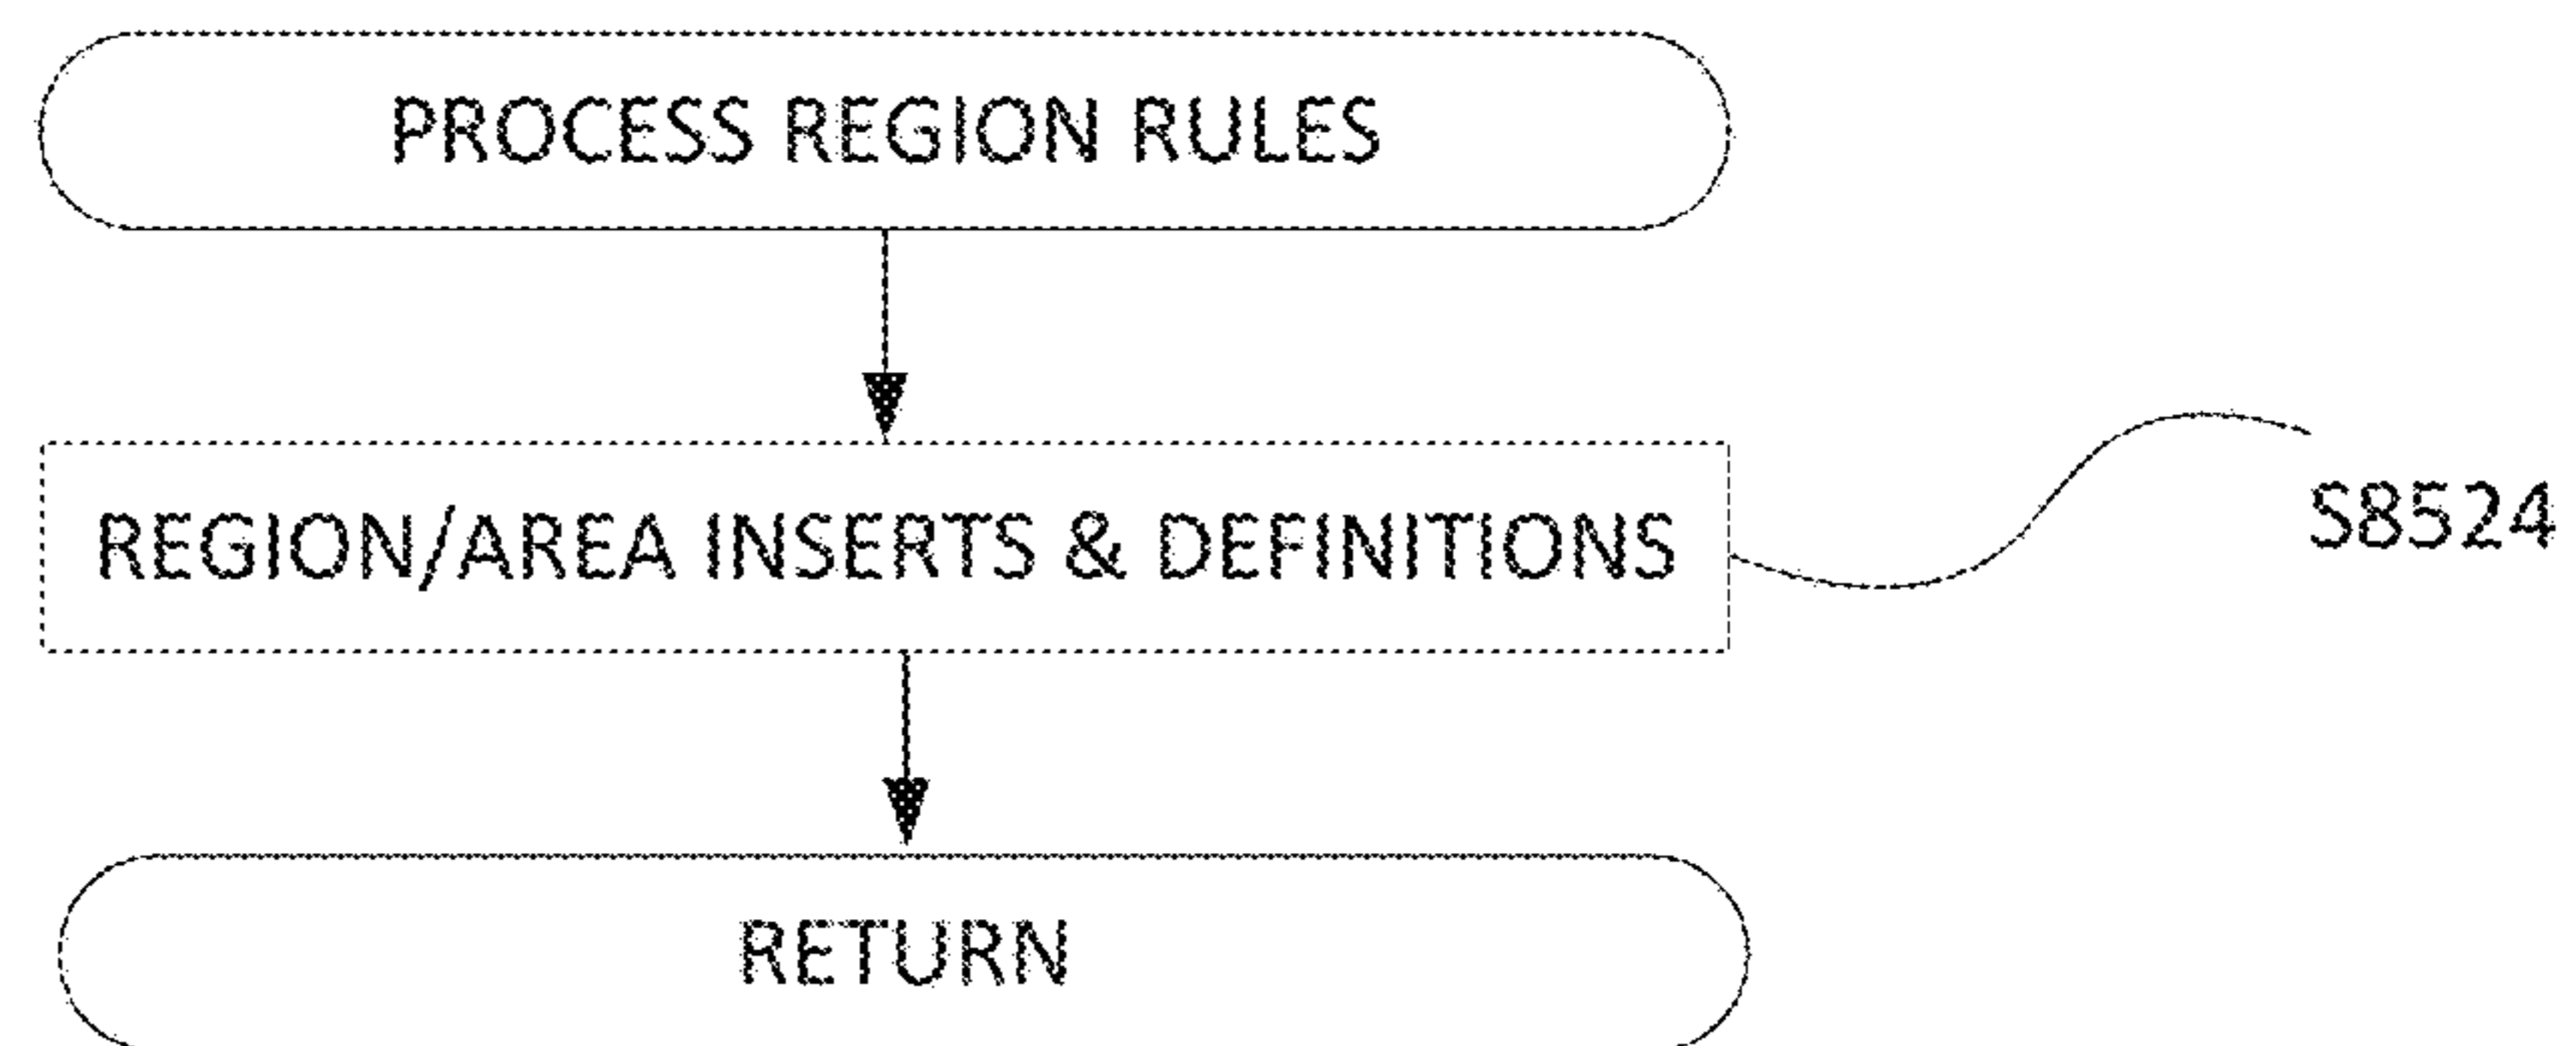 PROCESS REGION RULES
REGION/AREA INSERTS & DEFINITIONS
S8524
RETURN